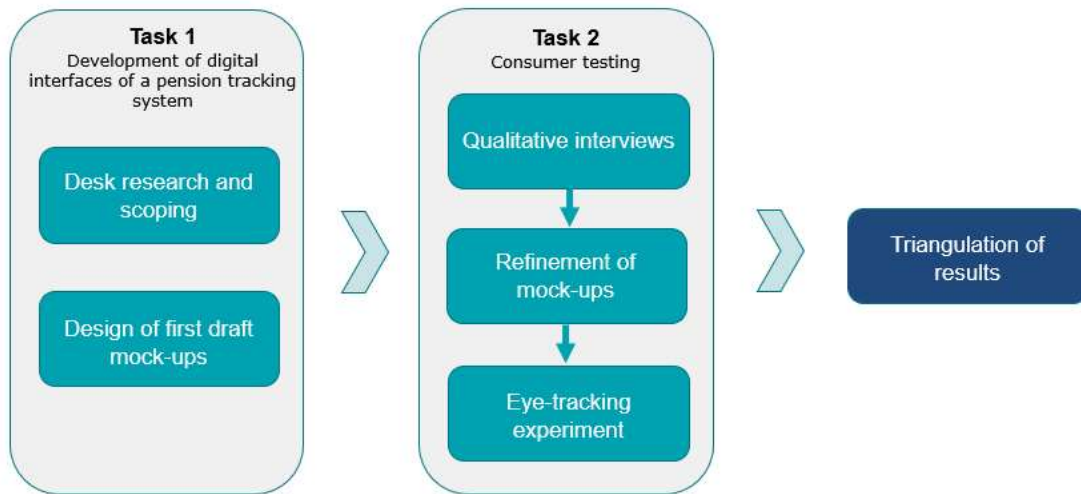 Task 1
Development of digital
interfaces of a pension tracking
system
Desk research and
scoping
Design of first draft
mock-ups
Task 2
Consumer testing
Qualitative interviews
Refinement of
mock-ups
Eye-tracking
experiment
Triangulation of
results